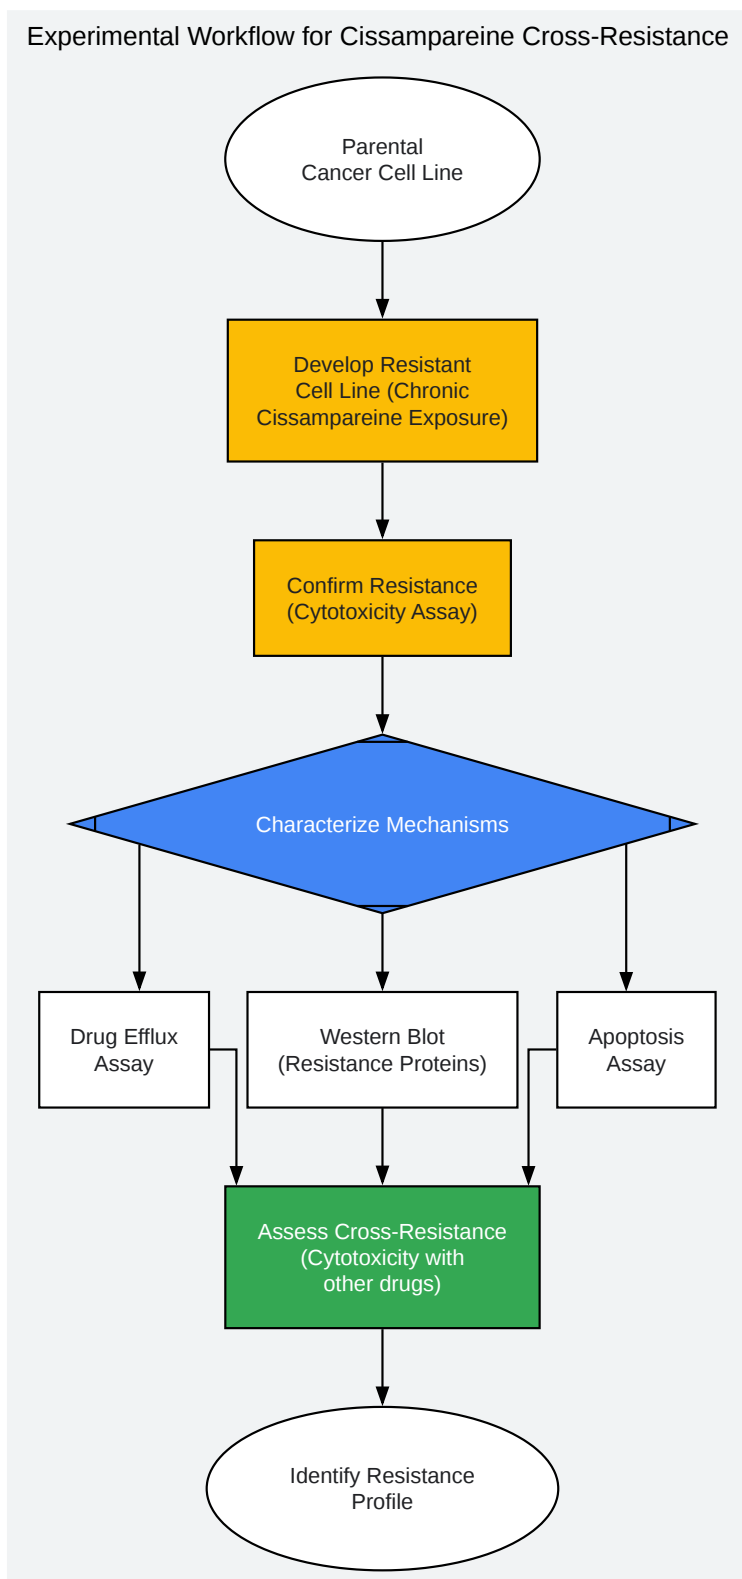 Experimental Workflow for Cissampareine Cross-Resistance
Parental
Cancer Cell Line
Develop Resistant
Cell Line (Chronic
Cissampareine Exposure)
Confirm Resistance
(Cytotoxicity Assay)
Characterize Mechanisms
Drug Efflux
Assay
Western Blot
(Resistance Proteins)
Apoptosis
Assay
Assess Cross-Resistance
(Cytotoxicity with
other drugs)
Identify Resistance
Profile